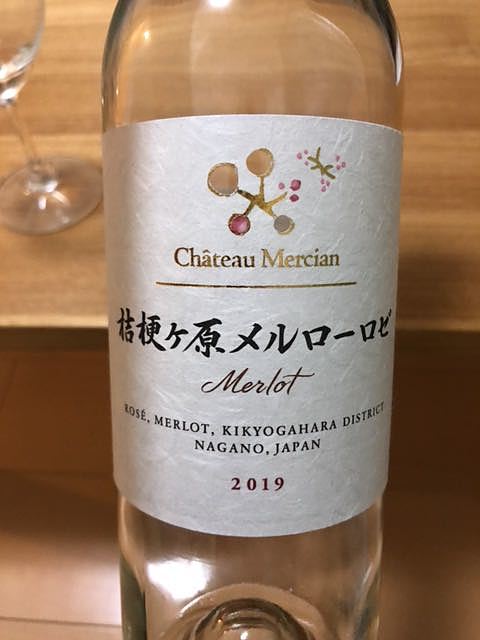 Château Mercian
桔梗ヶ原メルローロゼ
Merlot
ROSÉ, MERLOT, KIKYOGAHARA DISTRICT
NAGANO, JAPAN
2019